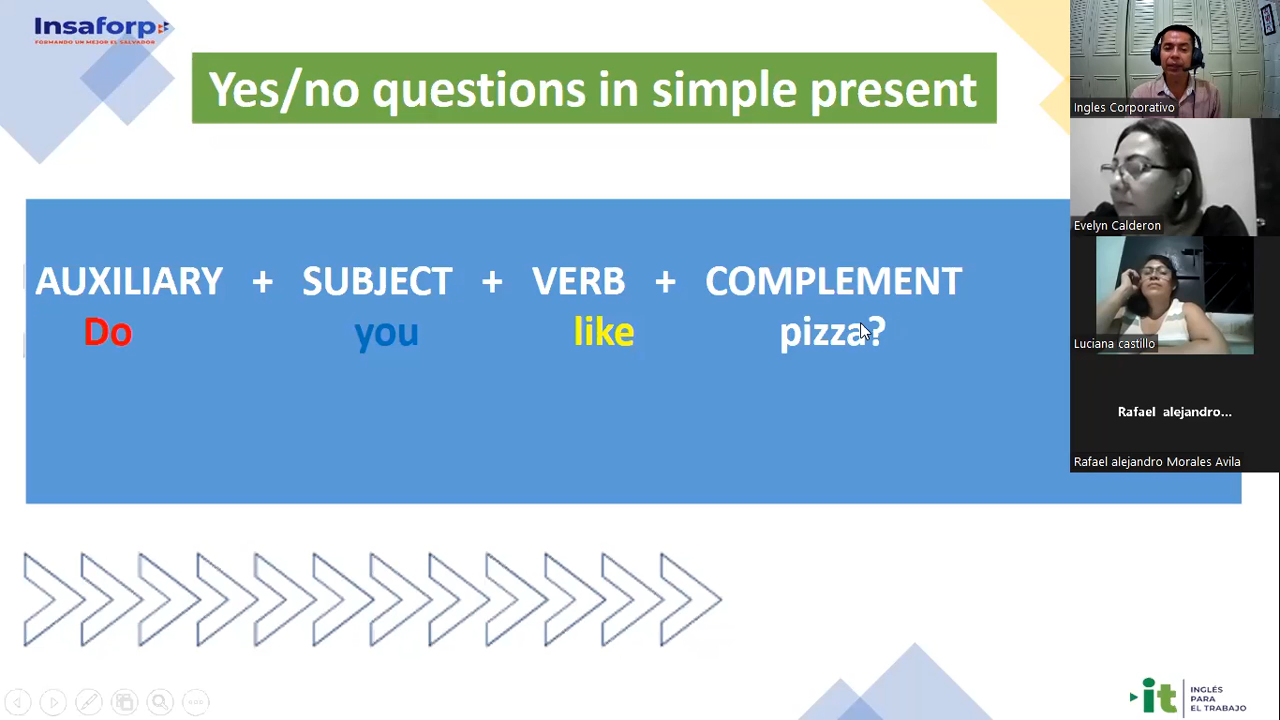 Insaforp
FORMANDO UN MEJOR EL SALVADOR
Yes/no questions in simple present
AUXILIARY + SUBJECT + VERB + COMPLEMENT
Do you like pizza?
Ingles Corporativo
Evelyn Calderon
Luciana castillo
Rafael alejandro...
Rafael alejandro Morales Avila
it
INGLÉS
PARA
EL TRABAJO